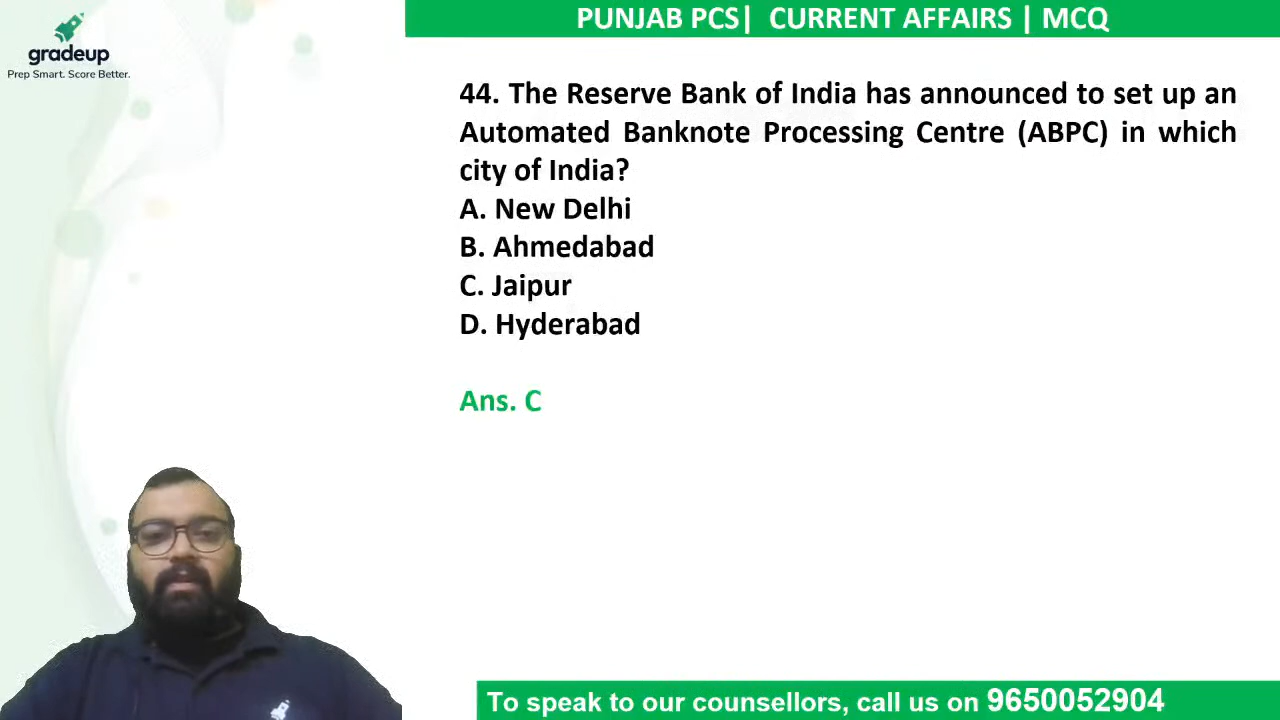 gradeup
Prep Smart. Score Better.
PUNJAB PCS| CURRENT AFFAIRS | MCQ
44. The Reserve Bank of India has announced to set up an
Automated Banknote Processing Centre (ABPC) in which
city of India?
A. New Delhi
B. Ahmedabad
C. Jaipur
D. Hyderabad
Ans. C
To speak to our counsellors, call us on 9650052904